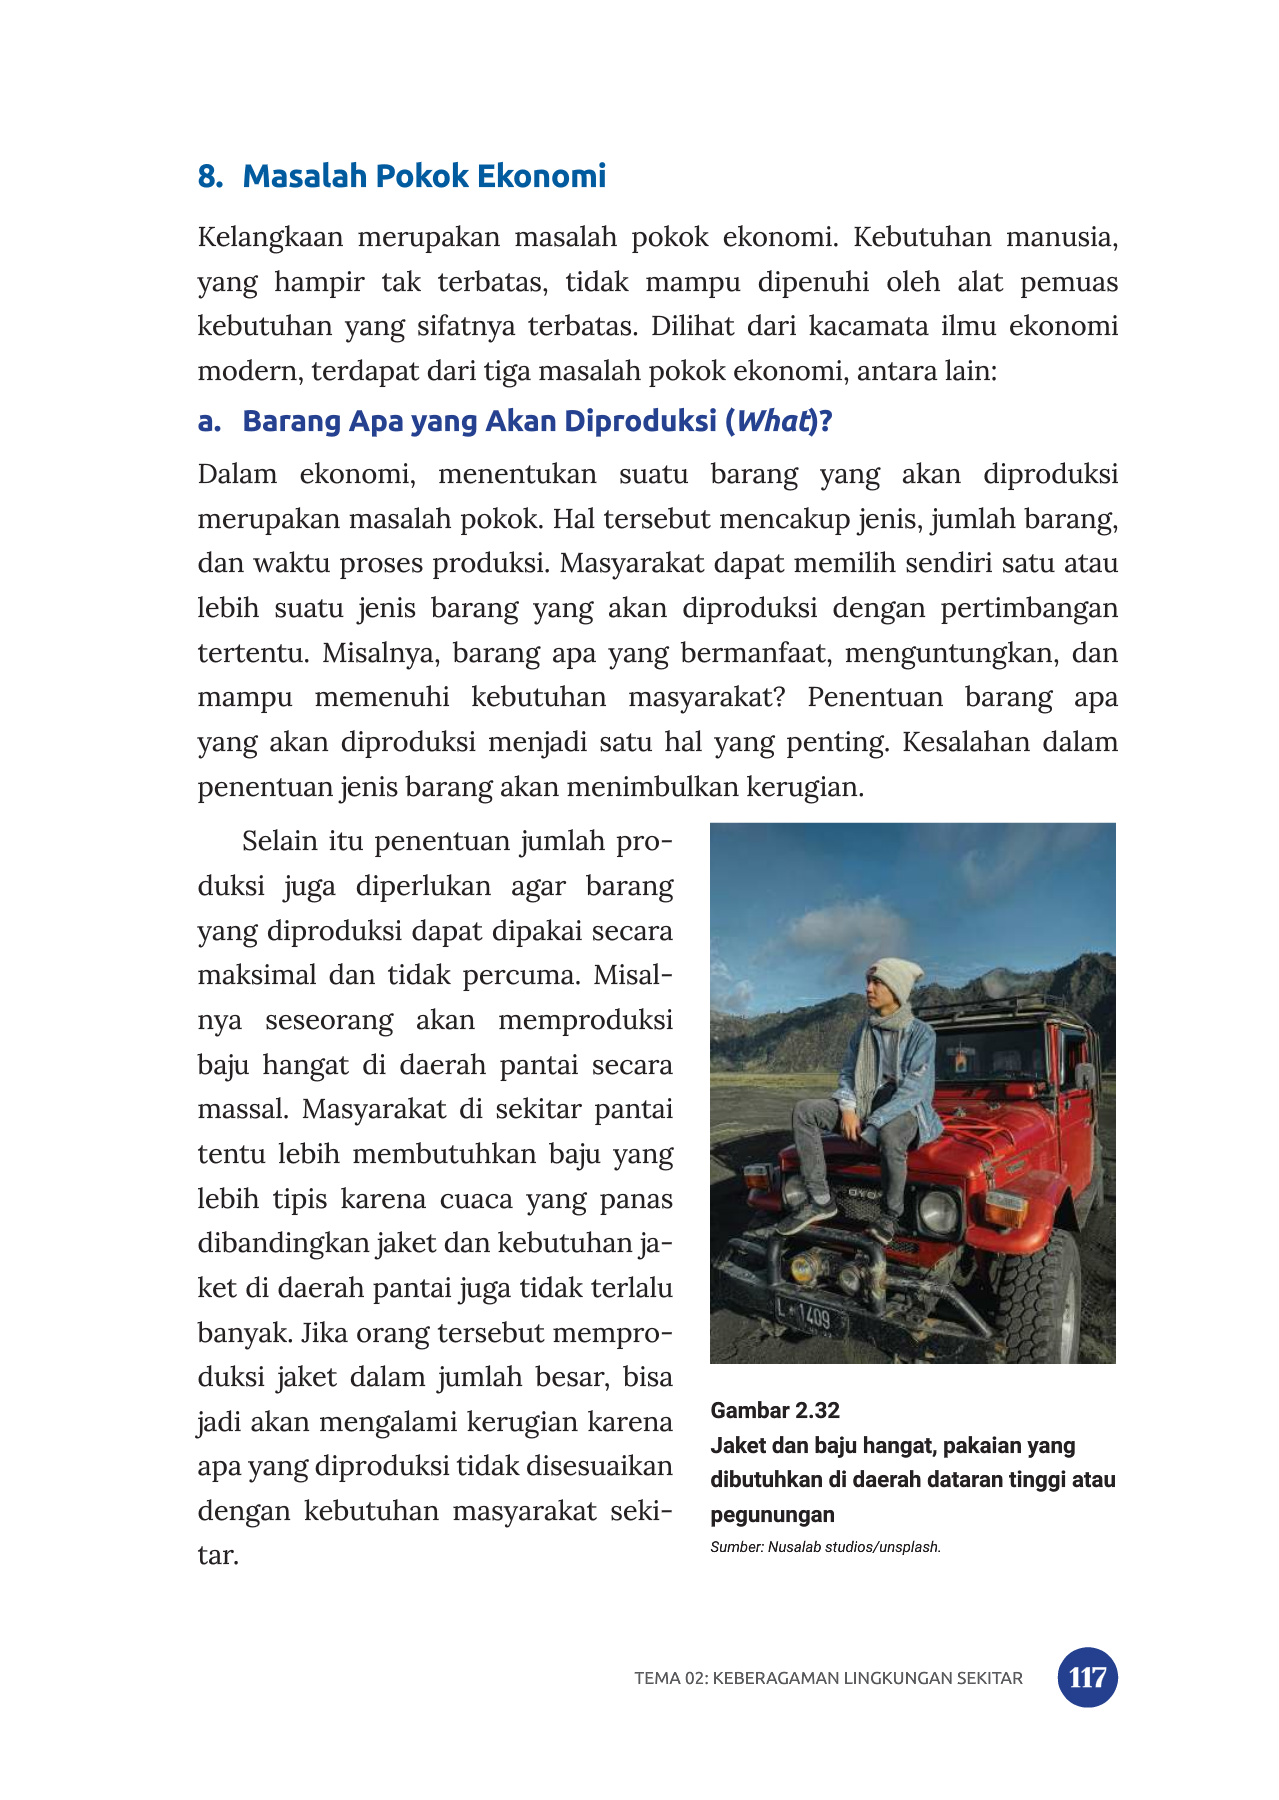 8. Masalah Pokok Ekonomi
Kelangkaan merupakan masalah pokok ekonomi. Kebutuhan manusia,
yang hampir tak terbatas, tidak mampu dipenuhi oleh alat pemuas
kebutuhan yang sifatnya terbatas. Dilihat dari kacamata ilmu ekonomi
modern, terdapat dari tiga masalah pokok ekonomi, antara lain:
a. Barang Apa yang Akan Diproduksi (What)?
Dalam ekonomi, menentukan suatu barang yang akan diproduksi
merupakan masalah pokok. Hal tersebut mencakup jenis, jumlah barang,
dan waktu proses produksi. Masyarakat dapat memilih sendiri satu atau
lebih suatu jenis barang yang akan diproduksi dengan pertimbangan
tertentu. Misalnya, barang apa yang bermanfaat, menguntungkan, dan
mampu memenuhi kebutuhan masyarakat? Penentuan barang apa
yang akan diproduksi menjadi satu hal yang penting. Kesalahan dalam
penentuan jenis barang akan menimbulkan kerugian.
Selain itu penentuan jumlah pro-
duksi juga diperlukan agar barang
yang diproduksi dapat dipakai secara
maksimal dan tidak percuma. Misal-
nya seseorang akan memproduksi
baju hangat di daerah pantai secara
massal. Masyarakat di sekitar pantai
tentu lebih membutuhkan baju yang
lebih tipis karena cuaca yang panas
dibandingkan jaket dan kebutuhan ja-
ket di daerah pantai juga tidak terlalu
banyak. Jika orang tersebut mempro-
duksi jaket dalam jumlah besar, bisa
jadi akan mengalami kerugian karena
apa yang diproduksi tidak disesuaikan
dengan kebutuhan masyarakat seki-
tar.
L 1409
Gambar 2.32
Jaket dan baju hangat, pakaian yang
dibutuhkan di daerah dataran tinggi atau
pegunungan
Sumber: Nusalab studios/unsplash.
TEMA 02: KEBERAGAMAN LINGKUNGAN SEKITAR
117